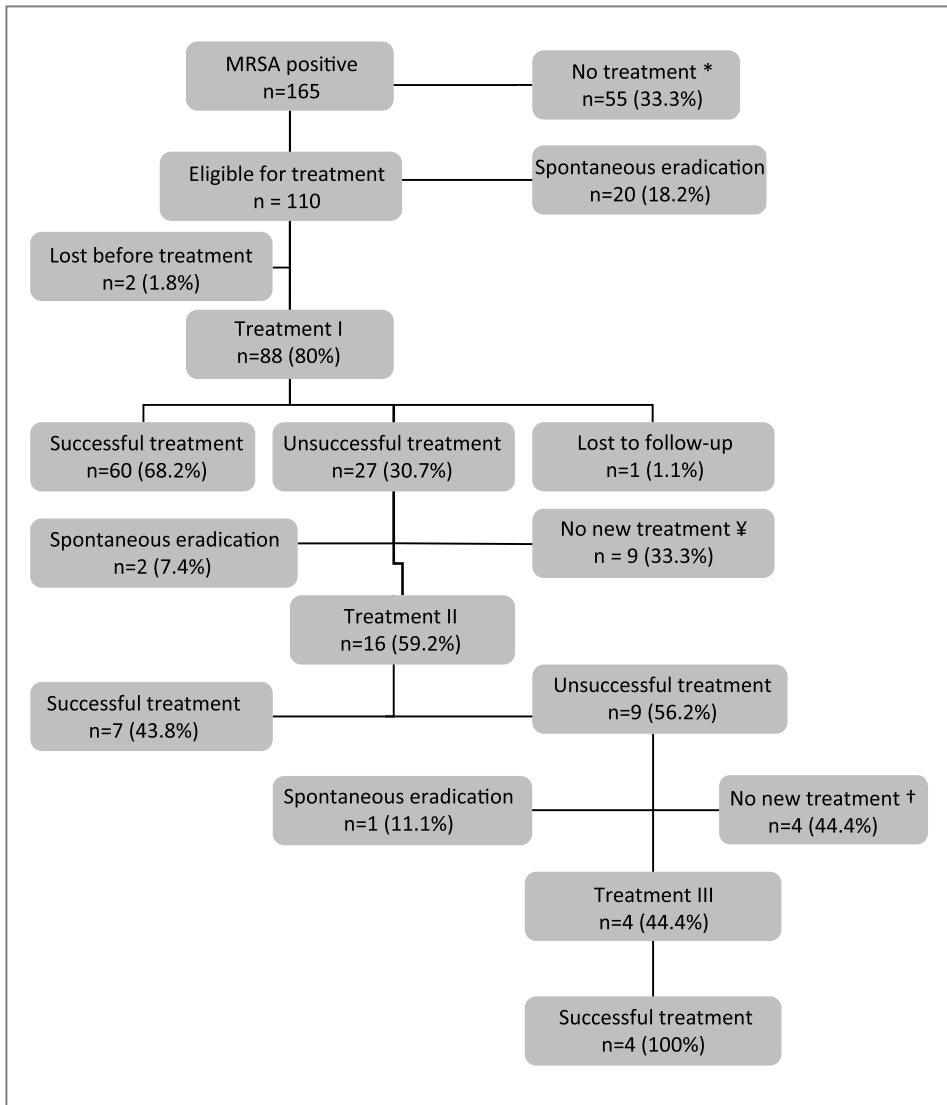 MRSA positive
n=165
No treatment *
n=55 (33.3%)
Eligible for treatment
n = 110
Spontaneous eradication
n=20 (18.2%)
Lost before treatment
n=2 (1.8%)
Treatment I
n=88 (80%)
Successful treatment
n=60 (68.2%)
Unsuccessful treatment
n=27 (30.7%)
Lost to follow-up
n=1 (1.1%)
Spontaneous eradication
n=2 (7.4%)
No new treatment ¥
n = 9 (33.3%)
Treatment II
n=16 (59.2%)
Successful treatment
n=7 (43.8%)
Unsuccessful treatment
n=9 (56.2%)
Spontaneous eradication
n=1 (11.1%)
No new treatment †
n=4 (44.4%)
Treatment III
n=4 (44.4%)
Successful treatment
n=4 (100%)